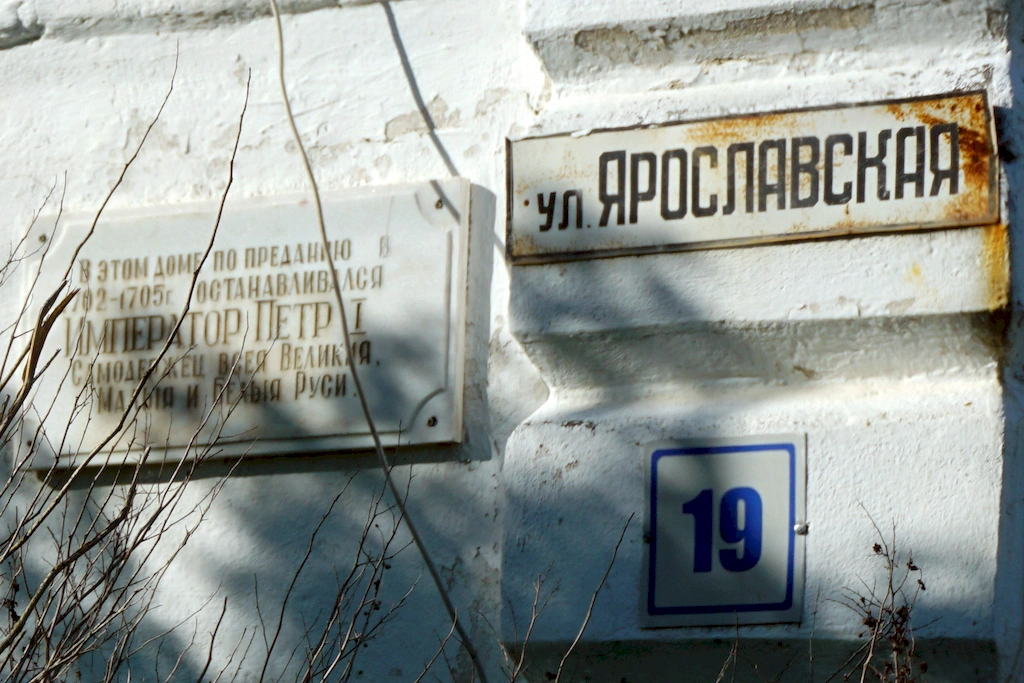 В ЭТОМ ДОМЕ ПО ПРЕДАНИЮ В
1702-1705г. ОСТАНАВЛИВАЛСЯ
ИМПЕРАТОР ПЕТР I
САМОДЕРЖЕЦ ВСЕЯ ВЕЛИКИЯ,
МАЛЫЯ И БЕЛЫЯ РУСИ.
УЛ. ЯРОСЛАВСКАЯ
19